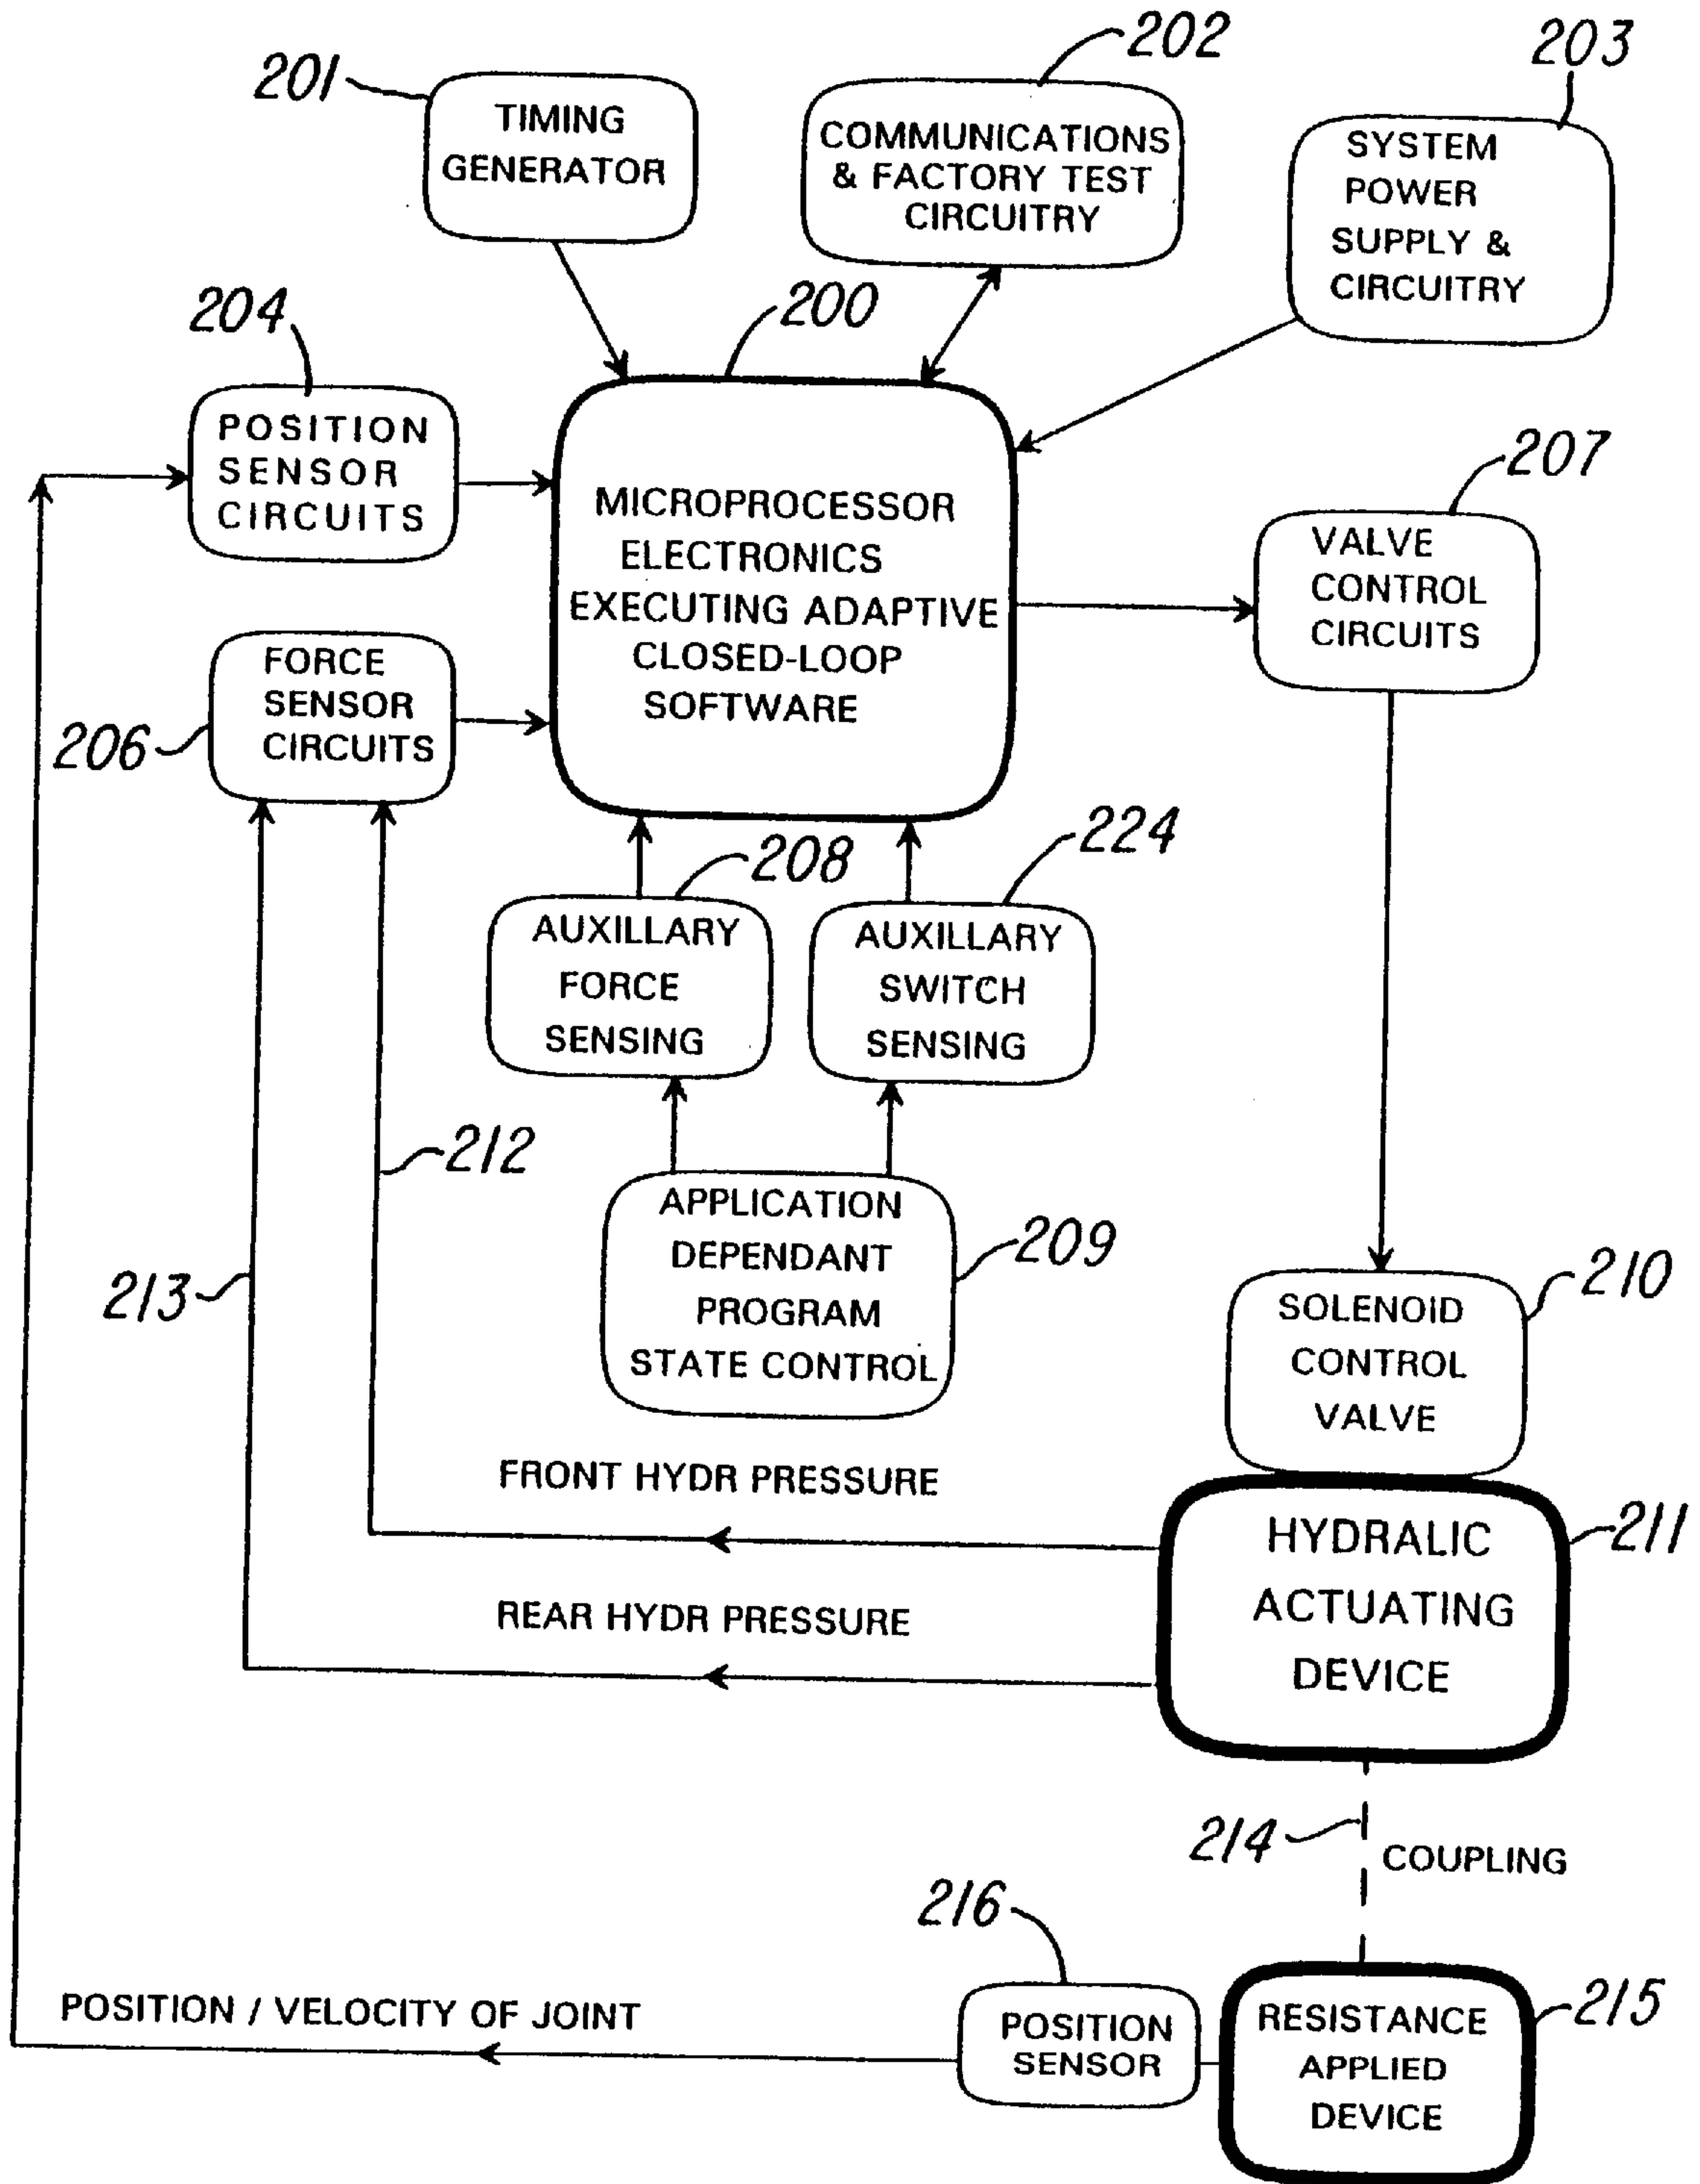 202
203
201
TIMING
GENERATOR
COMMUNICATIONS
& FACTORY TEST
CIRCUITRY
SYSTEM
POWER
SUPPLY &
CIRCUITRY
204
200
POSITION
SENSOR
CIRCUITS
MICROPROCESSOR
ELECTRONICS
EXECUTING ADAPTIVE
CLOSED-LOOP
SOFTWARE
207
VALVE
CONTROL
CIRCUITS
FORCE
SENSOR
CIRCUITS
206
208
224
AUXILLARY
FORCE
SENSING
AUXILLARY
SWITCH
SENSING
212
213
APPLICATION
DEPENDANT
PROGRAM
STATE CONTROL
209
210
SOLENOID
CONTROL
VALVE
FRONT HYDR PRESSURE
HYDRALIC
ACTUATING
DEVICE
211
REAR HYDR PRESSURE
214
COUPLING
216
POSITION / VELOCITY OF JOINT
POSITION
SENSOR
RESISTANCE
APPLIED
DEVICE
215